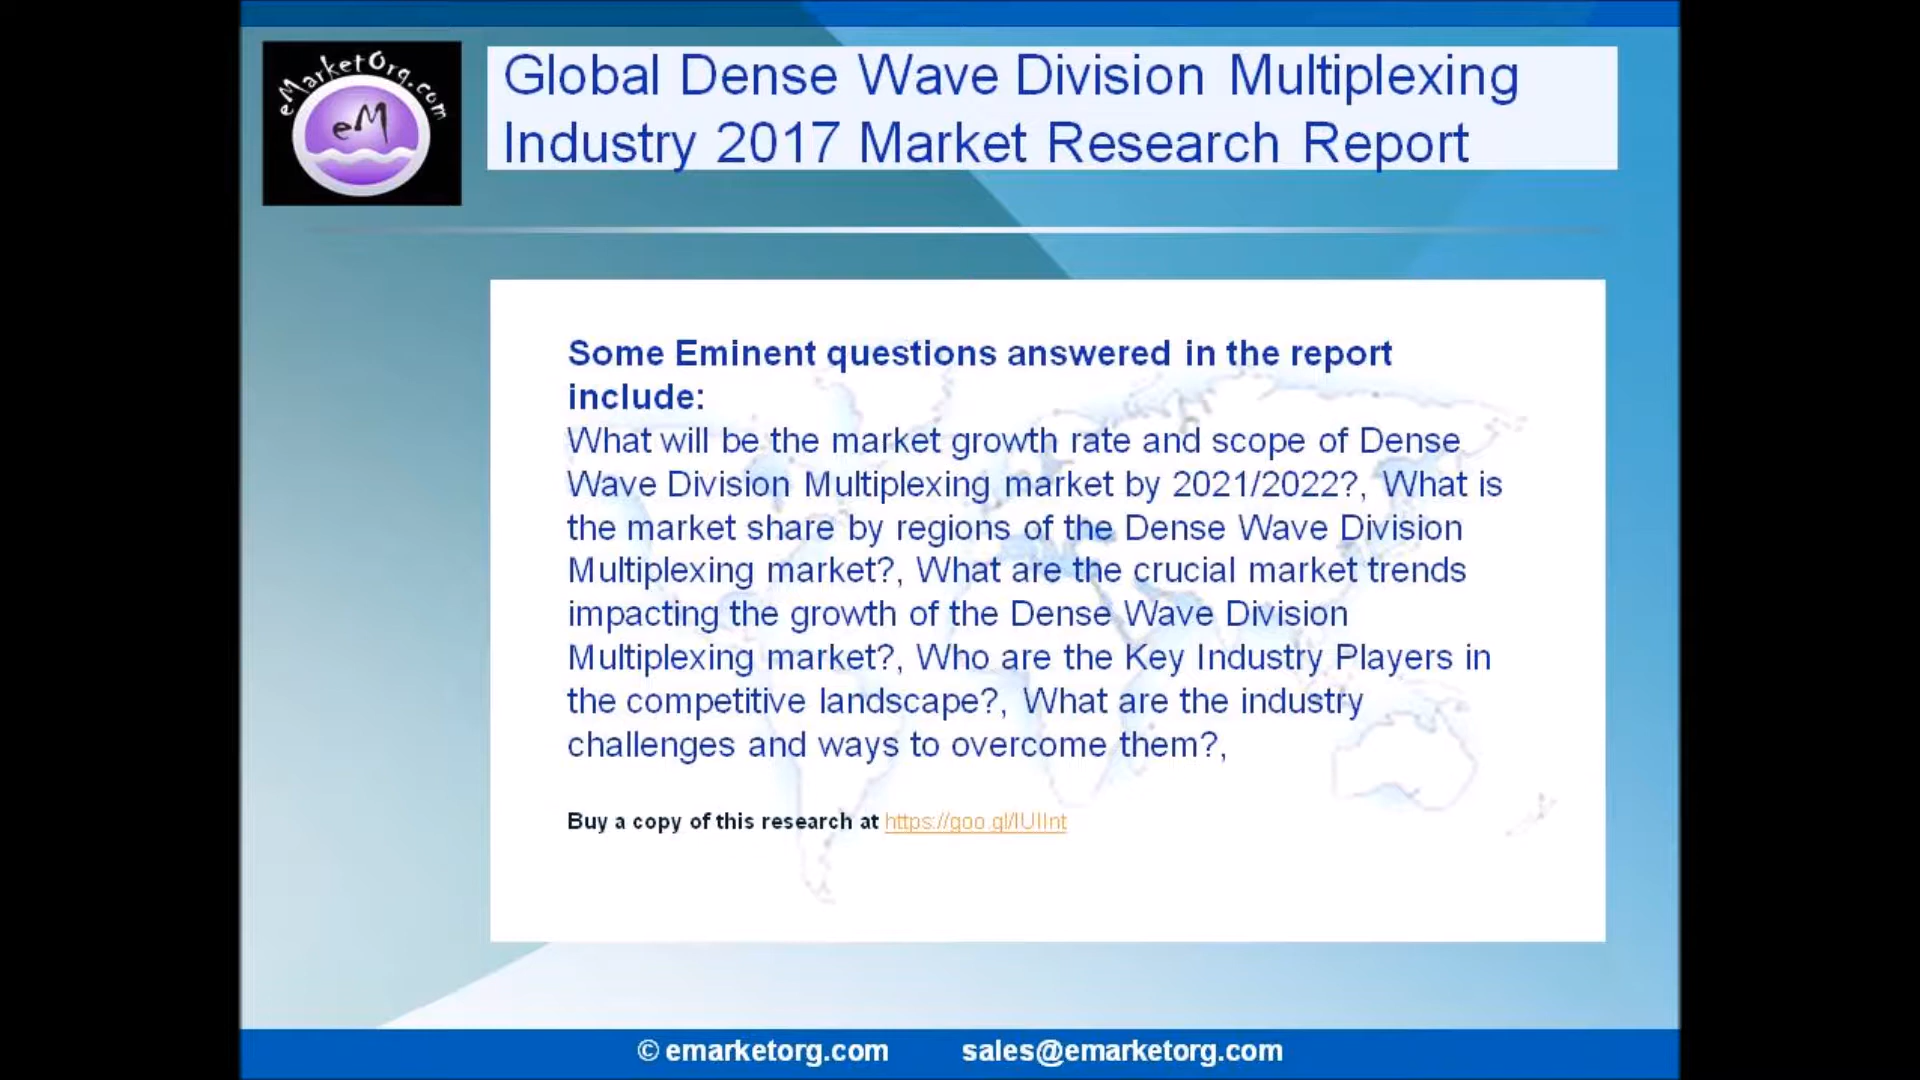 eMarketOrg.com
eM
Global Dense Wave Division Multiplexing
Industry 2017 Market Research Report
Some Eminent questions answered in the report
include:
What will be the market growth rate and scope of Dense
Wave Division Multiplexing market by 2021/2022?, What is
the market share by regions of the Dense Wave Division
Multiplexing market?, What are the crucial market trends
impacting the growth of the Dense Wave Division
Multiplexing market?, Who are the Key Industry Players in
the competitive landscape?, What are the industry
challenges and ways to overcome them?,
Buy a copy of this research at
© emarketorg.com sales@emarketorg.com